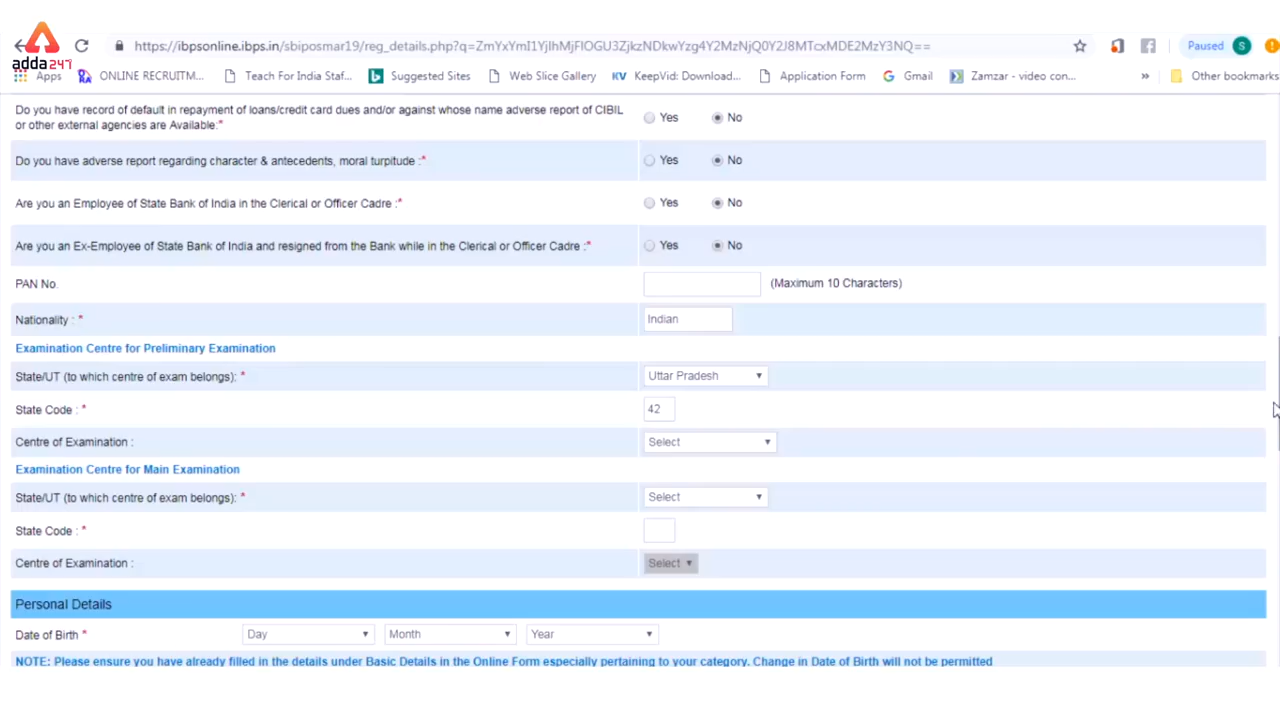 adda247
https://ibpsonline.ibps.in/sbiposmar19/reg_details.php?q=ZmYxYmI1YjlhMjFlOGU3ZjkzNDkwYzg4Y2MzNjQ0Y2J8MTcxMDE2MzY3NQ==
Paused S
Apps ONLINE RECRUITM... Teach For India Staf... Suggested Sites Web Slice Gallery KeepVid: Download... Application Form Gmail Zamzar - video con... » Other bookmarks
Do you have record of default in repayment of loans/credit card dues and/or against whose name adverse report of CIBIL
or other external agencies are Available:* Yes No
Do you have adverse report regarding character & antecedents, moral turpitude :* Yes No
Are you an Employee of State Bank of India in the Clerical or Officer Cadre :* Yes No
Are you an Ex-Employee of State Bank of India and resigned from the Bank while in the Clerical or Officer Cadre :* Yes No
PAN No. (Maximum 10 Characters)
Nationality : * Indian
Examination Centre for Preliminary Examination
State/UT (to which centre of exam belongs): * Uttar Pradesh
State Code : * 42
Centre of Examination : Select
Examination Centre for Main Examination
State/UT (to which centre of exam belongs): * Select
State Code : *
Centre of Examination : Select
Personal Details
Date of Birth * Day Month Year
NOTE: Please ensure you have already filled in the details under Basic Details in the Online Form especially pertaining to your category. Change in Date of Birth will not be permitted